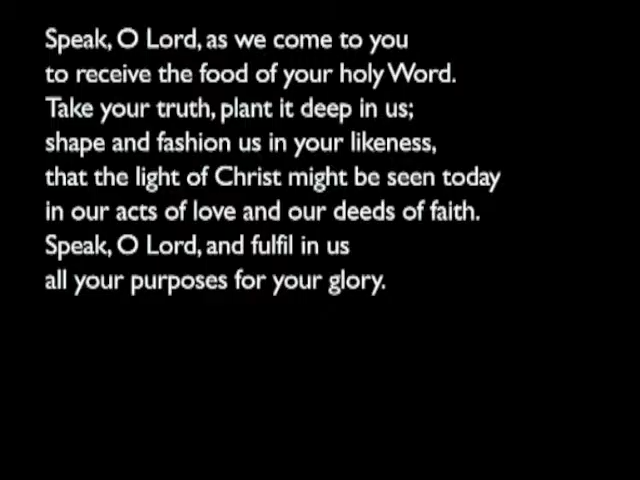 Speak, O Lord, as we come to you
to receive the food of your holy Word.
Take your truth, plant it deep in us;
shape and fashion us in your likeness,
that the light of Christ might be seen today
in our acts of love and our deeds of faith.
Speak, O Lord, and fulfil in us
all your purposes for your glory.